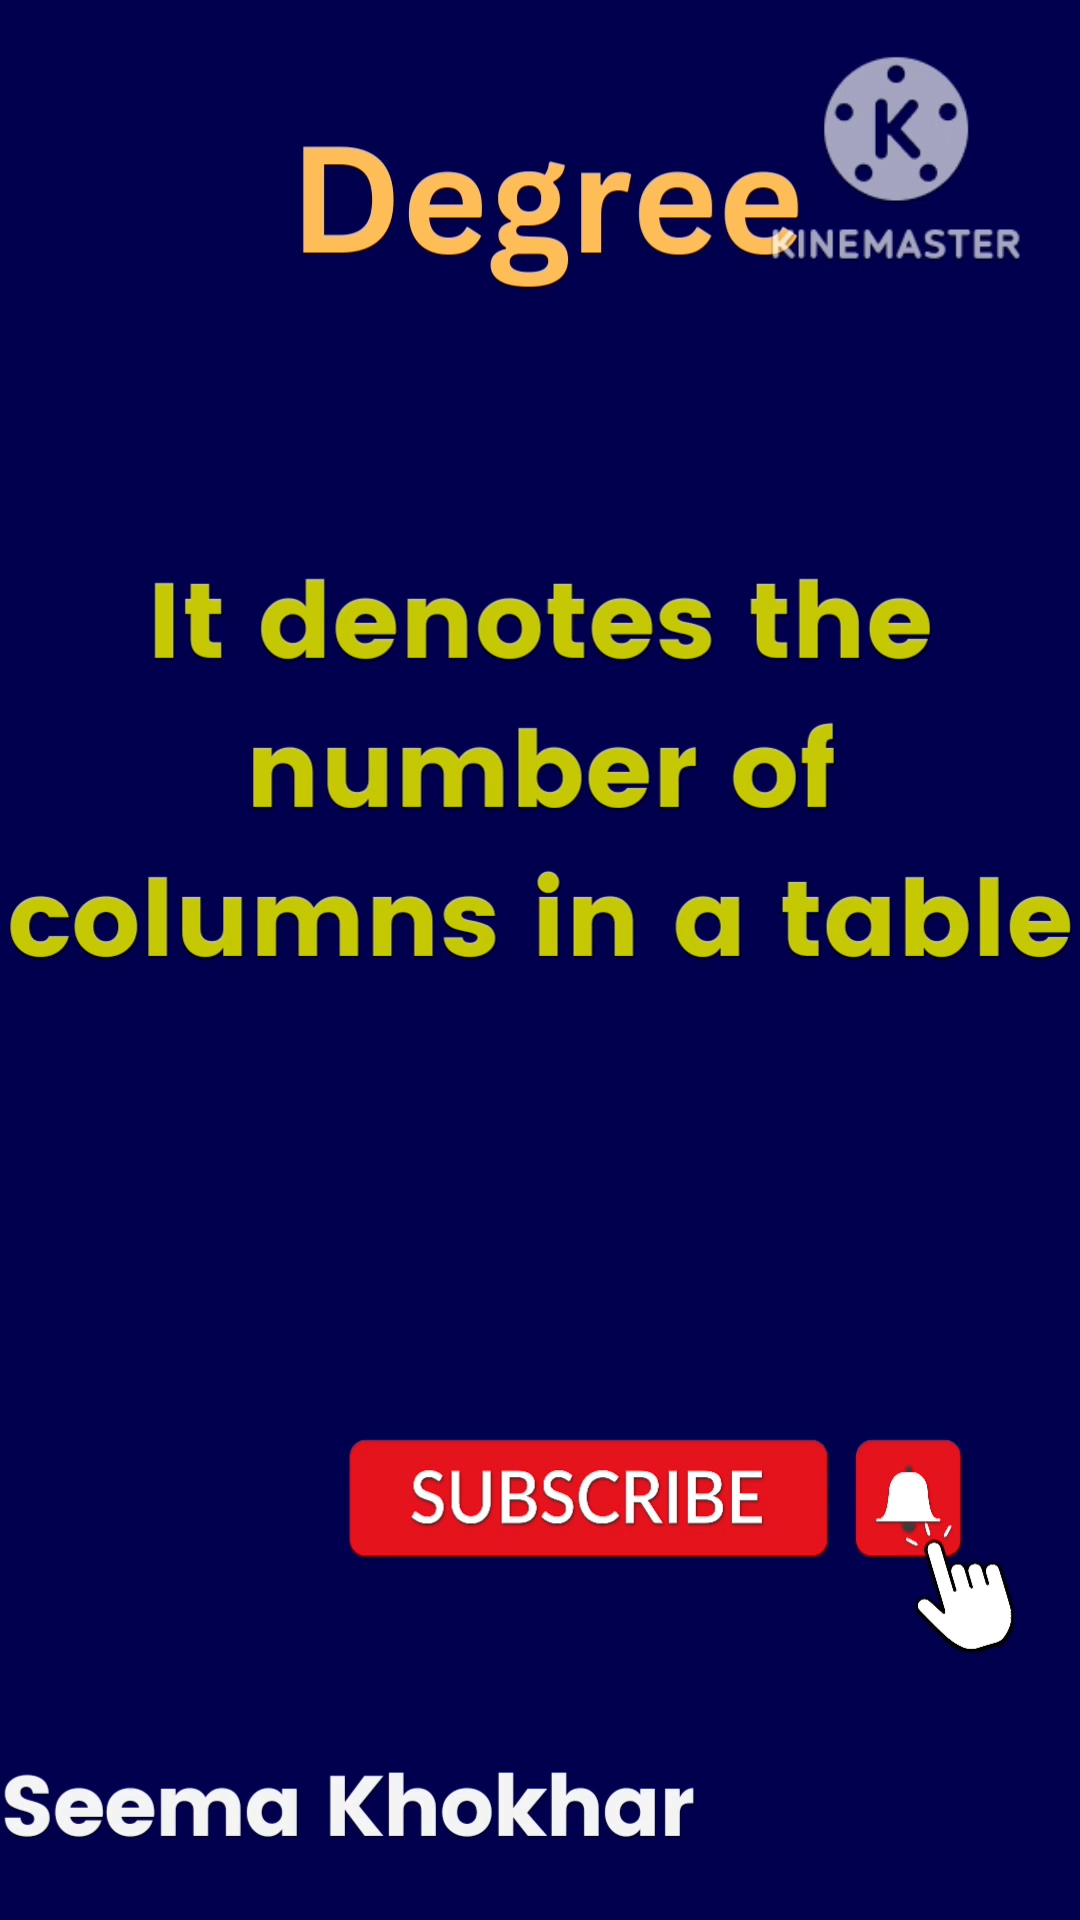 Degree
K
KINEMASTER
It denotes the
number of
columns in a table
SUBSCRIBE
Seema Khokhar